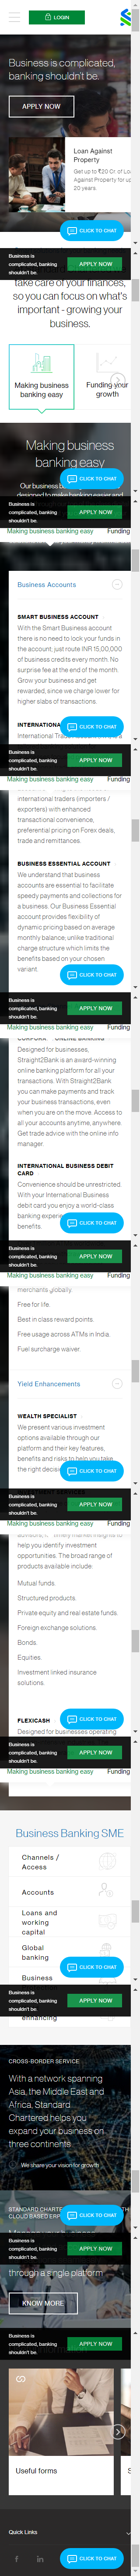 LOGIN
Business is complicated,
banking shouldn't be.
APPLY NOW
Loan Against
Property
Get up to ₹20 Cr of Loan
Against Property for up to
20 years.
CLICK TO CHAT
Business is
complicated, banking
shouldn't be.
APPLY NOW
take care of your finances,
so you can focus on what's
important - growing your
business.
Making business
banking easy
Funding your
growth
Making business
banking easy
CLICK TO CHAT
Our business
designed to make banking easier and
Business is
complicated, banking
shouldn't be.
APPLY NOW
Making business banking easy
Funding
Business Accounts
SMART BUSINESS ACCOUNT
With the Smart Business account
there is no need to lock your funds in
the account, just route INR 15,00,000
of business credits every month. No
surprise fee at the end of the month.
Grow your business and get
rewarded, since we charge lower for
higher slabs of credits.
INTERNATIONAL
International Trade
CLICK TO CHAT
Business is
complicated, banking
shouldn't be.
APPLY NOW
Making business banking easy
Funding
international traders (importers /
exporters) with enhanced
transactional convenience,
preferential pricing on Forex deals,
trade and remittances.
BUSINESS ESSENTIAL ACCOUNT
We understand that business
accounts are essential to facilitate
speedy payments and collections for
business. Our Business Essential
account provides the flexibility of
dynamic pricing based on average
monthly balance, unlike traditional
charge structure which limits the
benefits based on account
variant.
CLICK TO CHAT
Business is
complicated, banking
shouldn't be.
APPLY NOW
Making business banking easy
Funding
ONLINE BANKING
Designed for businesses,
Straight2Bank is an award-winning
online banking platform for all your
transactions. With Straight2Bank
you can make payments and track
your business transactions, even
when you are on the move. Access to
all your accounts anytime, anywhere.
Get trade advices with the online info
manager.
INTERNATIONAL BUSINESS DEBIT
CARD
Convenience should be unrestricted.
With your International Business
debit card you enjoy a world-class
banking
benefits.
CLICK TO CHAT
Business is
complicated, banking
shouldn't be.
APPLY NOW
Making business banking easy
Funding
merchants globally
Free for life.
Best in class reward points.
Free usage across ATMs in India.
Fuel surcharge waiver.
Yield Enhancements
WEALTH SPECIALIST
We present various investment
options available through our
platform and their key features,
benefits and risks to help you take
the right decision
CLICK TO CHAT
Business is
complicated, banking
shouldn't be.
APPLY NOW
Making business banking easy
Funding
help you identify investment
opportunities. The broad range of
products available include:
Mutual funds.
Structured products.
Private equity and real estate funds.
Foreign exchange solutions.
Bonds.
Equities.
Investment linked insurance
solutions.
FLEXICASH
Designed for businesses operating
CLICK TO CHAT
Business is
complicated, banking
shouldn't be.
APPLY NOW
Making business banking easy
Funding
Business Banking SME
Channels /
Access
Accounts
Loans and
working
capital
Global
banking
Business
CLICK TO CHAT
Business is
complicated, banking
shouldn't be.
APPLY NOW
enhancing
CROSS-BORDER SERVICE
With a network spanning
Asia, the Middle East and
Africa, Standard
Chartered helps you
expand your business on
three continents
We share your vision for growth
CLICK TO CHAT
Business is
complicated, banking
shouldn't be.
APPLY NOW
through a single platform
KNOW MORE
Business is
complicated, banking
shouldn't be.
APPLY NOW
Useful forms
Quick Links
CLICK TO CHAT